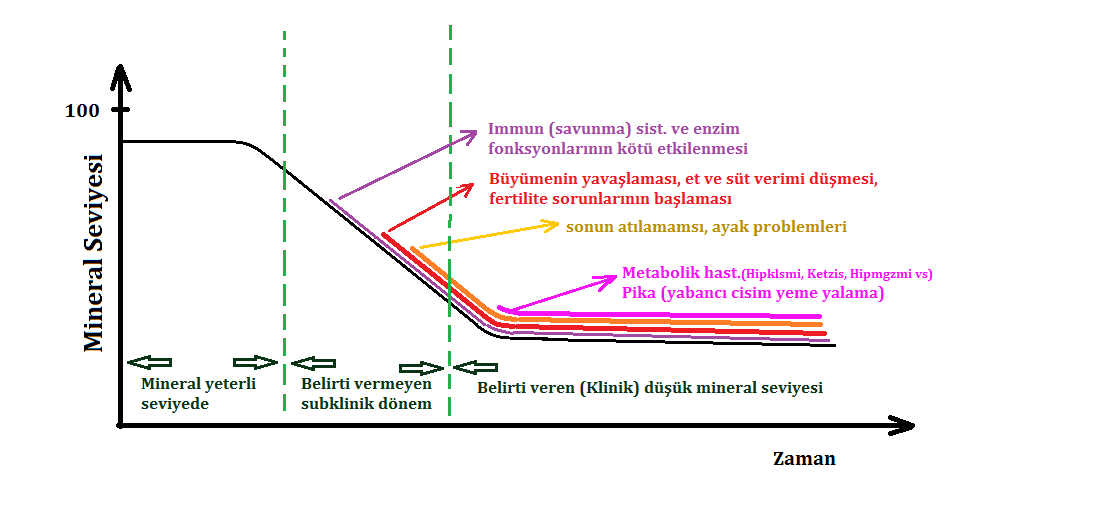 100
Mineral Seviyesi
Immun (savunma) sist. ve enzim
fonksyonlarının kötü etkilenmesi
Büyümenin yavaşlaması, et ve süt verimi düşmesi,
fertilite sorunlarının başlaması
sonun atılamamsı, ayak problemleri
Metabolik hast.(Hipklsmi, Ketzis, Hipmgzmi vs)
Pika (yabancı cisim yeme yalama)
Mineral yeterli
seviyede
Belirti vermeyen
subklinik dönem
Belirti veren (Klinik) düşük mineral seviyesi
Zaman